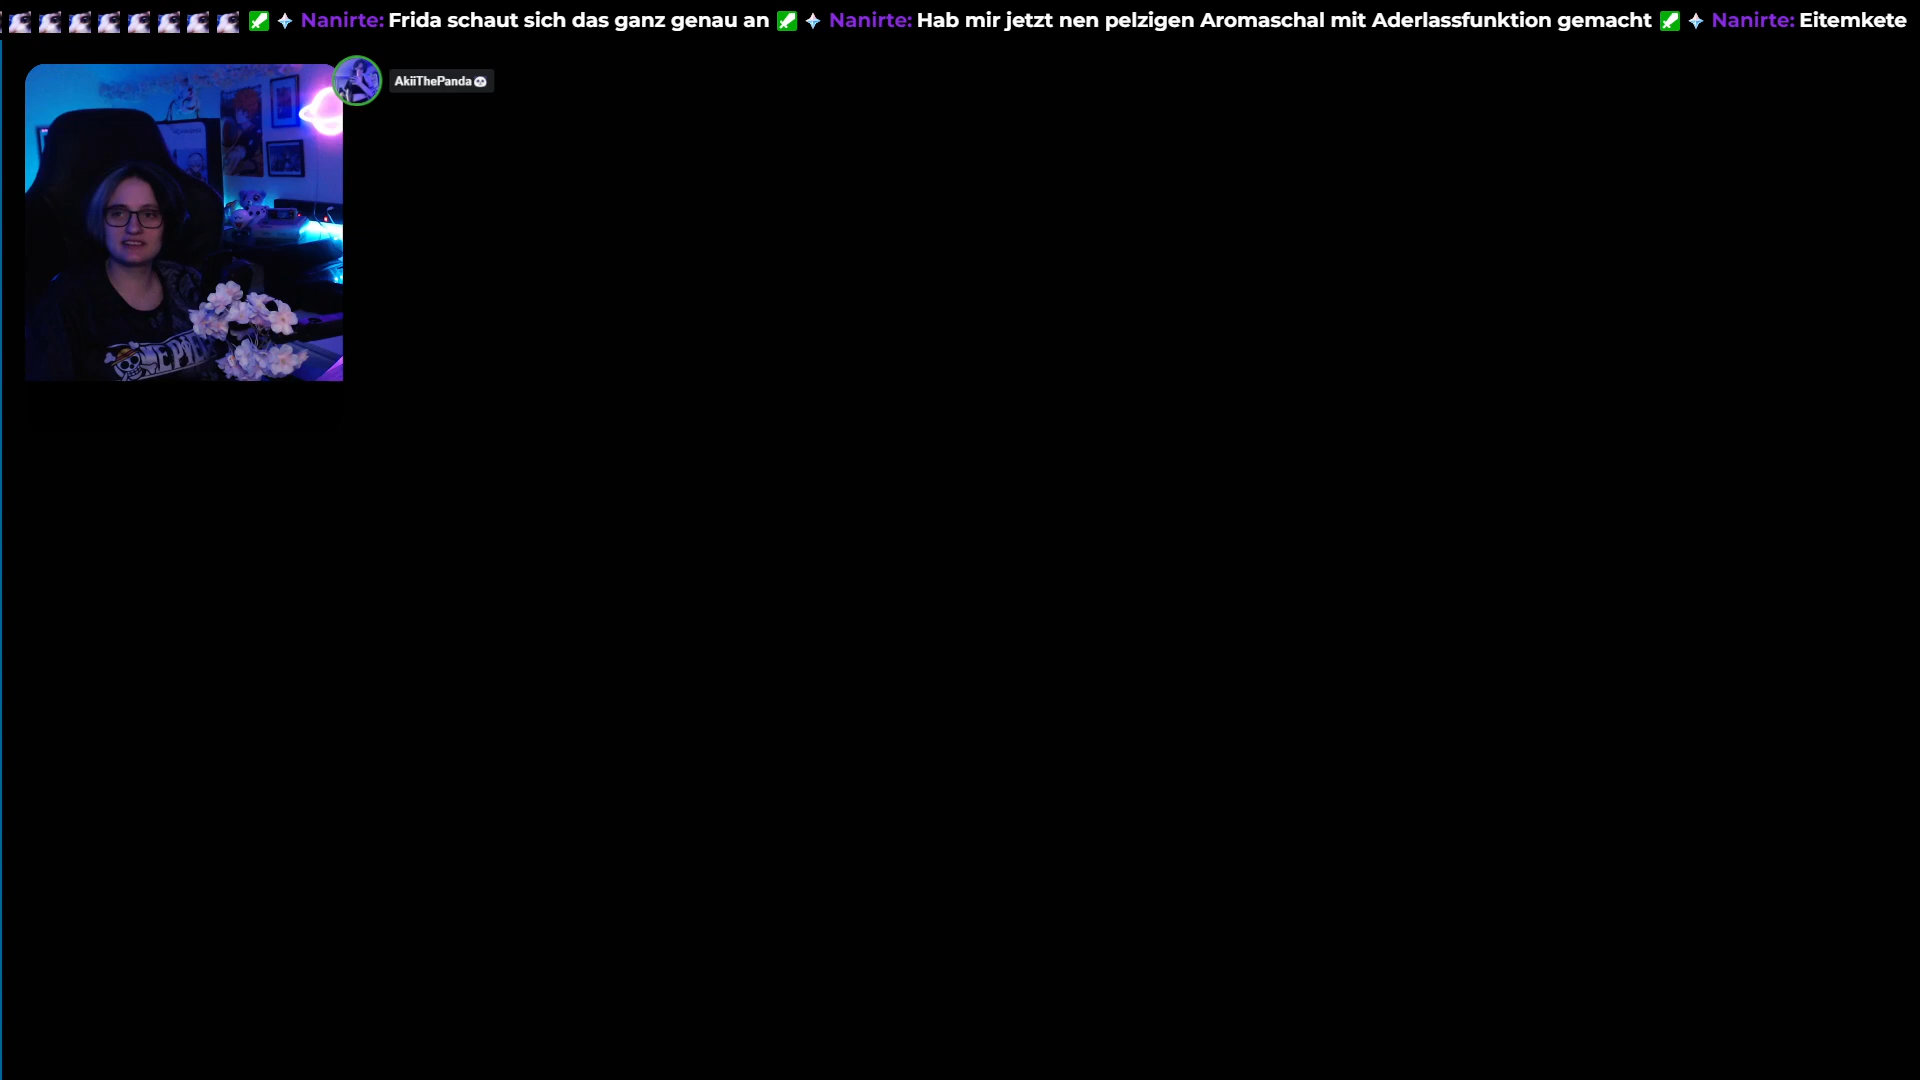 Nanirte: Frida schaut sich das ganz genau an Nanirte: Hab mir jetzt nen pelzigen Aromaschal mit Aderlassfunktion gemacht Nanirte: Eitemkete
AkiiThePanda